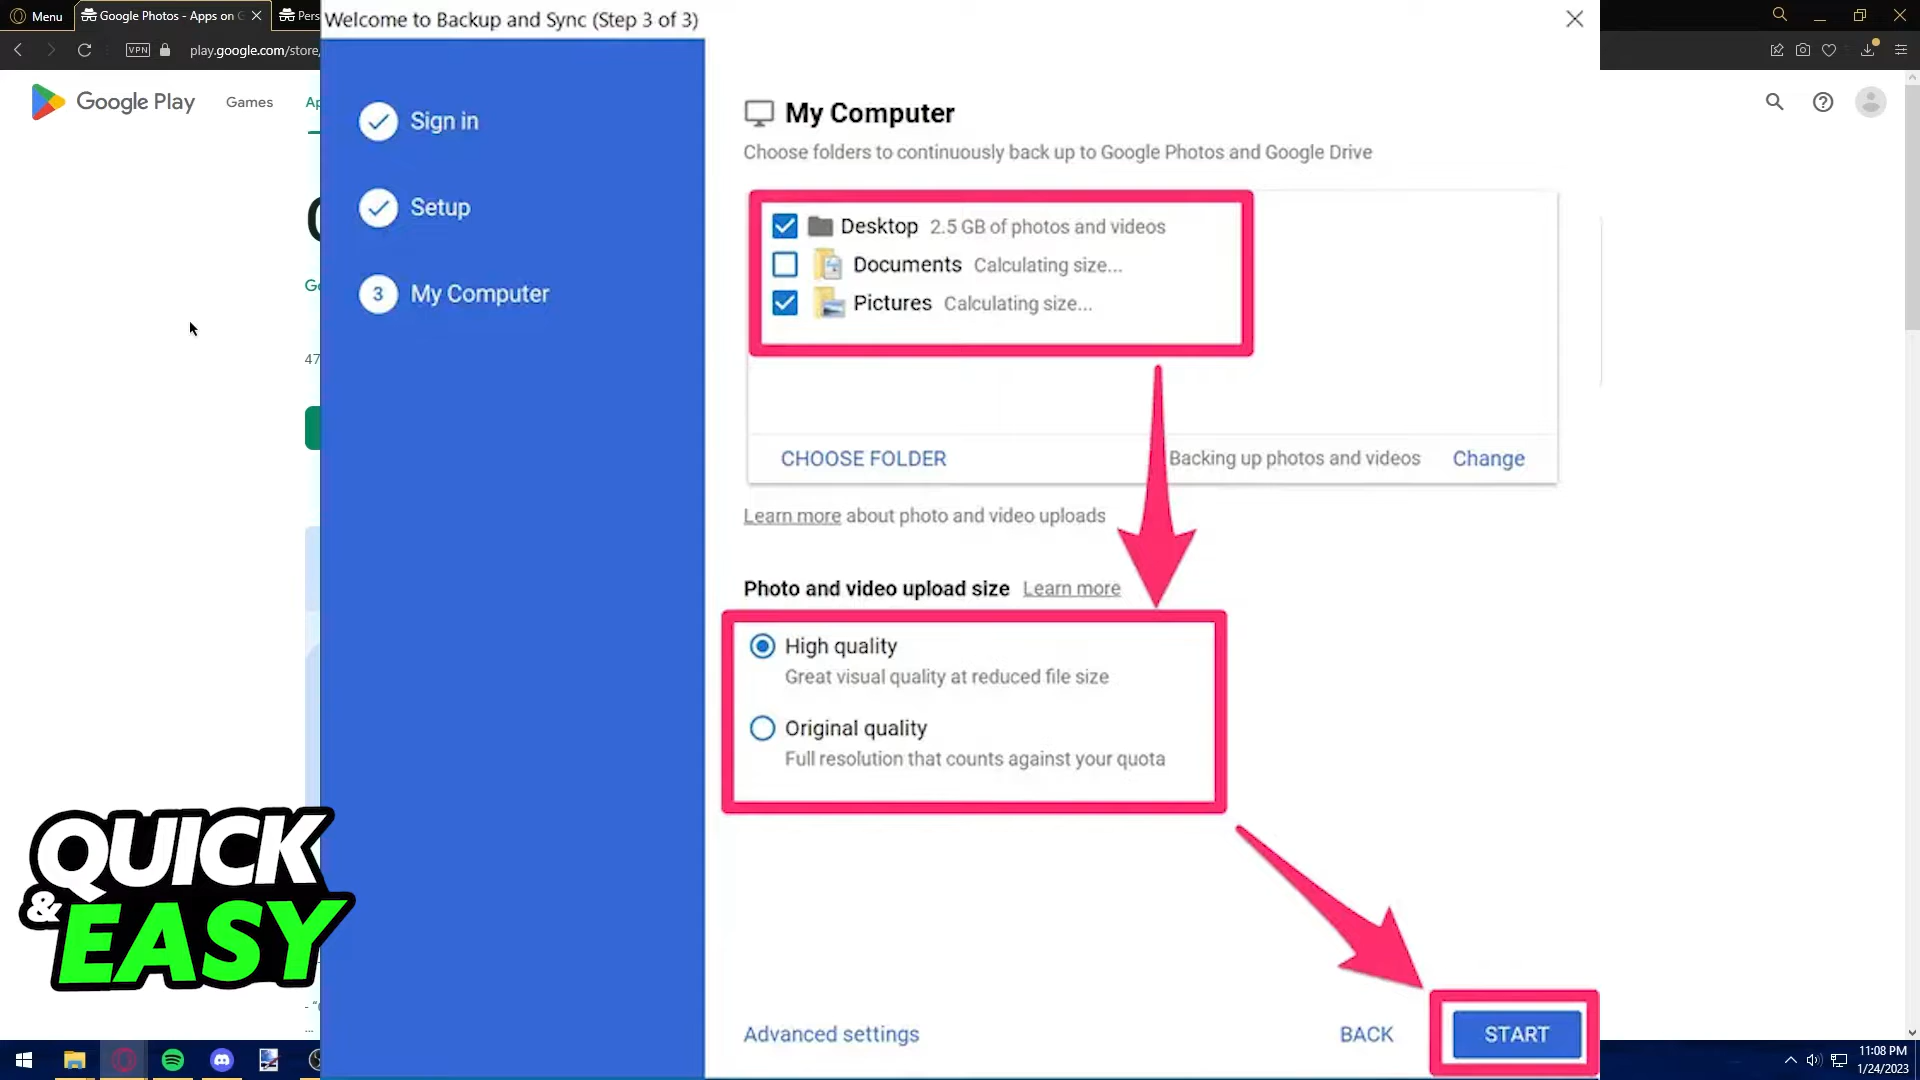 Menu
Google Photos - Apps on G
Pers
Welcome to Backup and Sync (Step 3 of 3)
VPN
play.google.com/store,
Google Play
Games
Ap
Sign in
Setup
3
My Computer
Go
47
My Computer
Choose folders to continuously back up to Google Photos and Google Drive
Desktop 2.5 GB of photos and videos
Documents Calculating size...
Pictures Calculating size...
CHOOSE FOLDER
Backing up photos and videos
Change
Learn more about photo and video uploads
Photo and video upload size Learn more
High quality
Great visual quality at reduced file size
Original quality
Full resolution that counts against your quota
QUICK
& EASY
Advanced settings
BACK
START
11:08 PM
1/24/2023